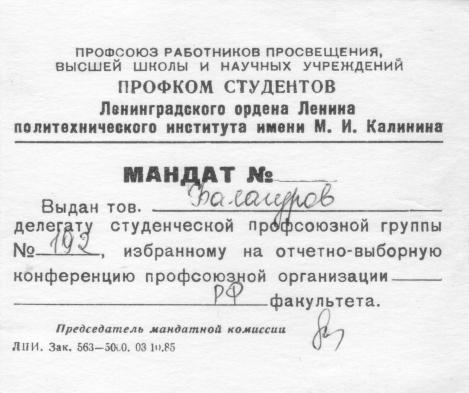 ПРОФСОЮЗ РАБОТНИКОВ ПРОСВЕЩЕНИЯ,
ВЫСШЕЙ ШКОЛЫ И НАУЧНЫХ УЧРЕЖДЕНИЙ
ПРОФКОМ СТУДЕНТОВ
Ленинградского ордена Ленина
политехнического института имени М. И. Калинина
МАНДАТ №
Выдан тов. Балагуров
делегату студенческой профсоюзной группы
№ 192, избранному на отчетно-выборную
конференцию профсоюзной организации
РФ факультета.
Председатель мандатной комиссии
ЛПИ. Зак. 563—5000. 03 10.85